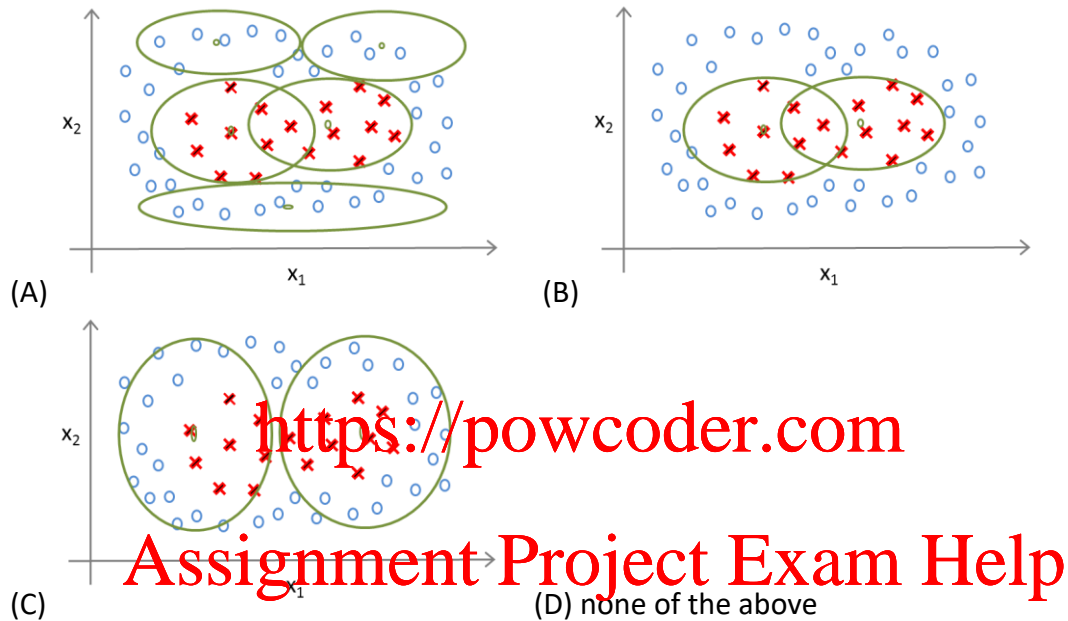 x2
x1
(A)
x2
x1
(B)
x2
https://powcoder.com
Assignment Project Exam Help
x1
(C)
(D) none of the above